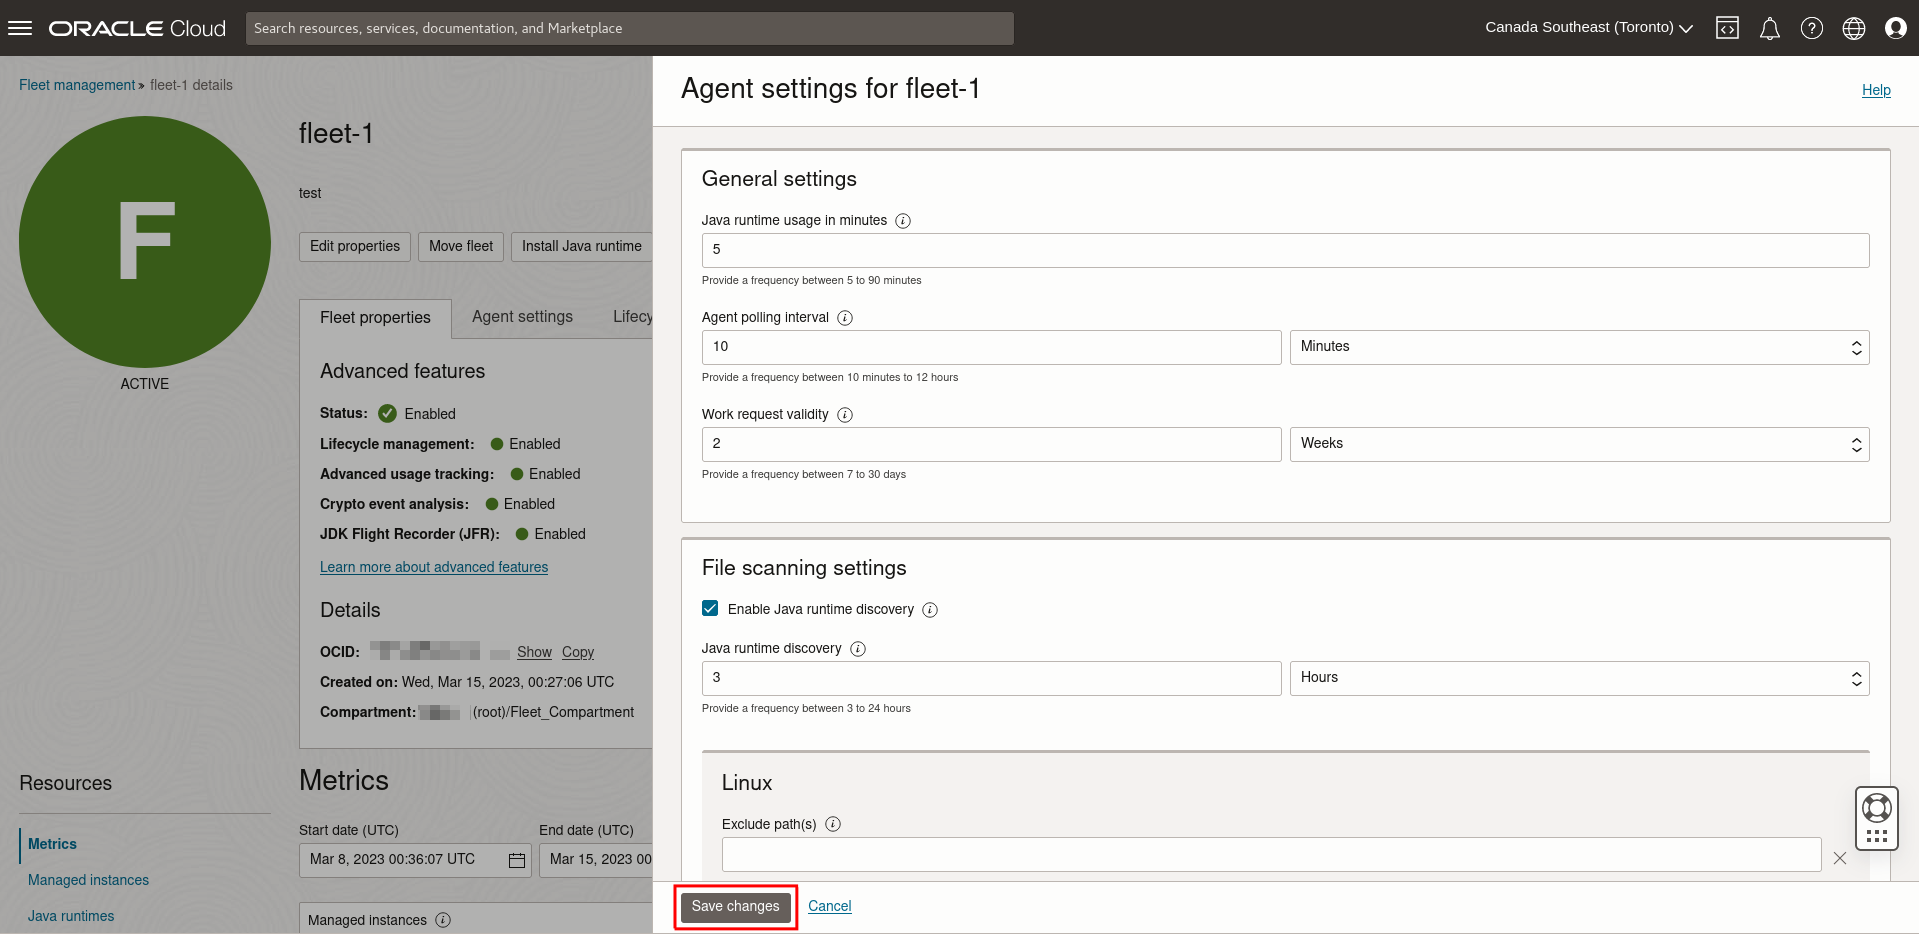 ORACLE Cloud
Search resources, services, documentation, and Marketplace
Canada Southeast (Toronto)
Fleet management » fleet-1 details
F
ACTIVE
fleet-1
test
Edit properties
Move fleet
Install Java runtime
Fleet properties
Agent settings
Lifecy
Advanced features
Status: Enabled
Lifecycle management: Enabled
Advanced usage tracking: Enabled
Crypto event analysis: Enabled
JDK Flight Recorder (JFR): Enabled
Learn more about advanced features
Details
OCID: Show Copy
Created on: Wed, Mar 15, 2023, 00:27:06 UTC
Compartment: (root)/Fleet_Compartment
Resources
Metrics
Managed instances
Java runtimes
Metrics
Start date (UTC)
End date (UTC)
Mar 8, 2023 00:36:07 UTC
Mar 15, 2023 00
Managed instances
Agent settings for fleet-1
Help
General settings
Java runtime usage in minutes
5
Provide a frequency between 5 to 90 minutes
Agent polling interval
10
Minutes
Provide a frequency between 10 minutes to 12 hours
Work request validity
2
Weeks
Provide a frequency between 7 to 30 days
File scanning settings
Enable Java runtime discovery
Java runtime discovery
3
Hours
Provide a frequency between 3 to 24 hours
Linux
Exclude path(s)
Save changes
Cancel